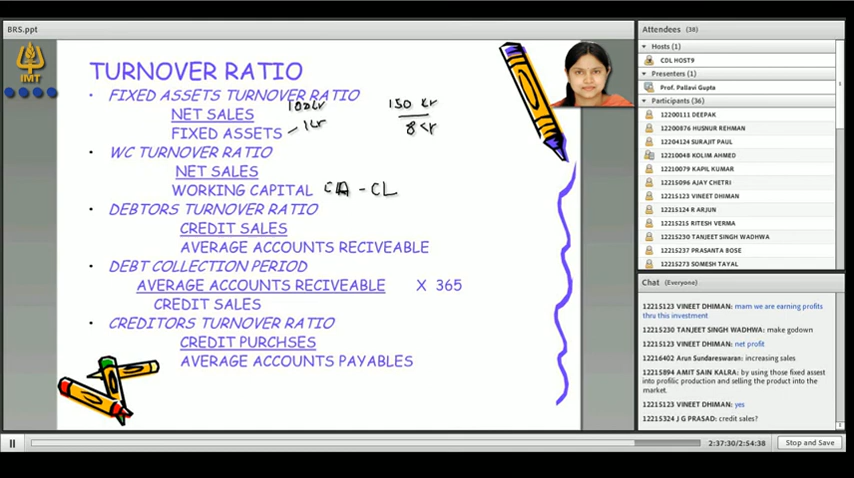 BRS.ppt
IMT
TURNOVER RATIO
• FIXED ASSETS TURNOVER RATIO
NET SALES 100 cr 150 cr
FIXED ASSETS – 1 cr 8 cr
• WC TURNOVER RATIO
NET SALES
WORKING CAPITAL CA - CL
• DEBTORS TURNOVER RATIO
CREDIT SALES
AVERAGE ACCOUNTS RECIVEABLE
• DEBT COLLECTION PERIOD
AVERAGE ACCOUNTS RECIVEABLE X 365
CREDIT SALES
• CREDITORS TURNOVER RATIO
CREDIT PURCHSES
AVERAGE ACCOUNTS PAYABLES
Attendees (38)
Hosts (1)
CDL HOST9
Presenters (1)
Prof. Pallavi Gupta
Participants (36)
12200111 DEEPAK
12200876 HUSNUR REHMAN
12204124 SURAJIT PAUL
12210048 KOLIM AHMED
12210079 KAPIL KUMAR
12215096 AJAY CHETRI
12215123 VINEET DHIMAN
12215124 R ARJUN
12215151 RITESH VERMA
12215230 TANJEET SINGH WADHWA
12215237 PRASANTA BOSE
12215273 SOMESH TAYAL
Chat (Everyone)
12215123 VINEET DHIMAN: mam we are earning profits
thru this investment
12215230 TANJEET SINGH WADHWA: make godown
12215123 VINEET DHIMAN: net profit
12216402 Arun Sundareswaran: increasing sales
12215894 AMIT SAIN KALRA: by using those fixed assest
into profilic production and selling the product into the
market.
12215123 VINEET DHIMAN: yes
12215324 J G PRASAD: credit sales?
2:37:30 / 2:54:38
Stop and Save